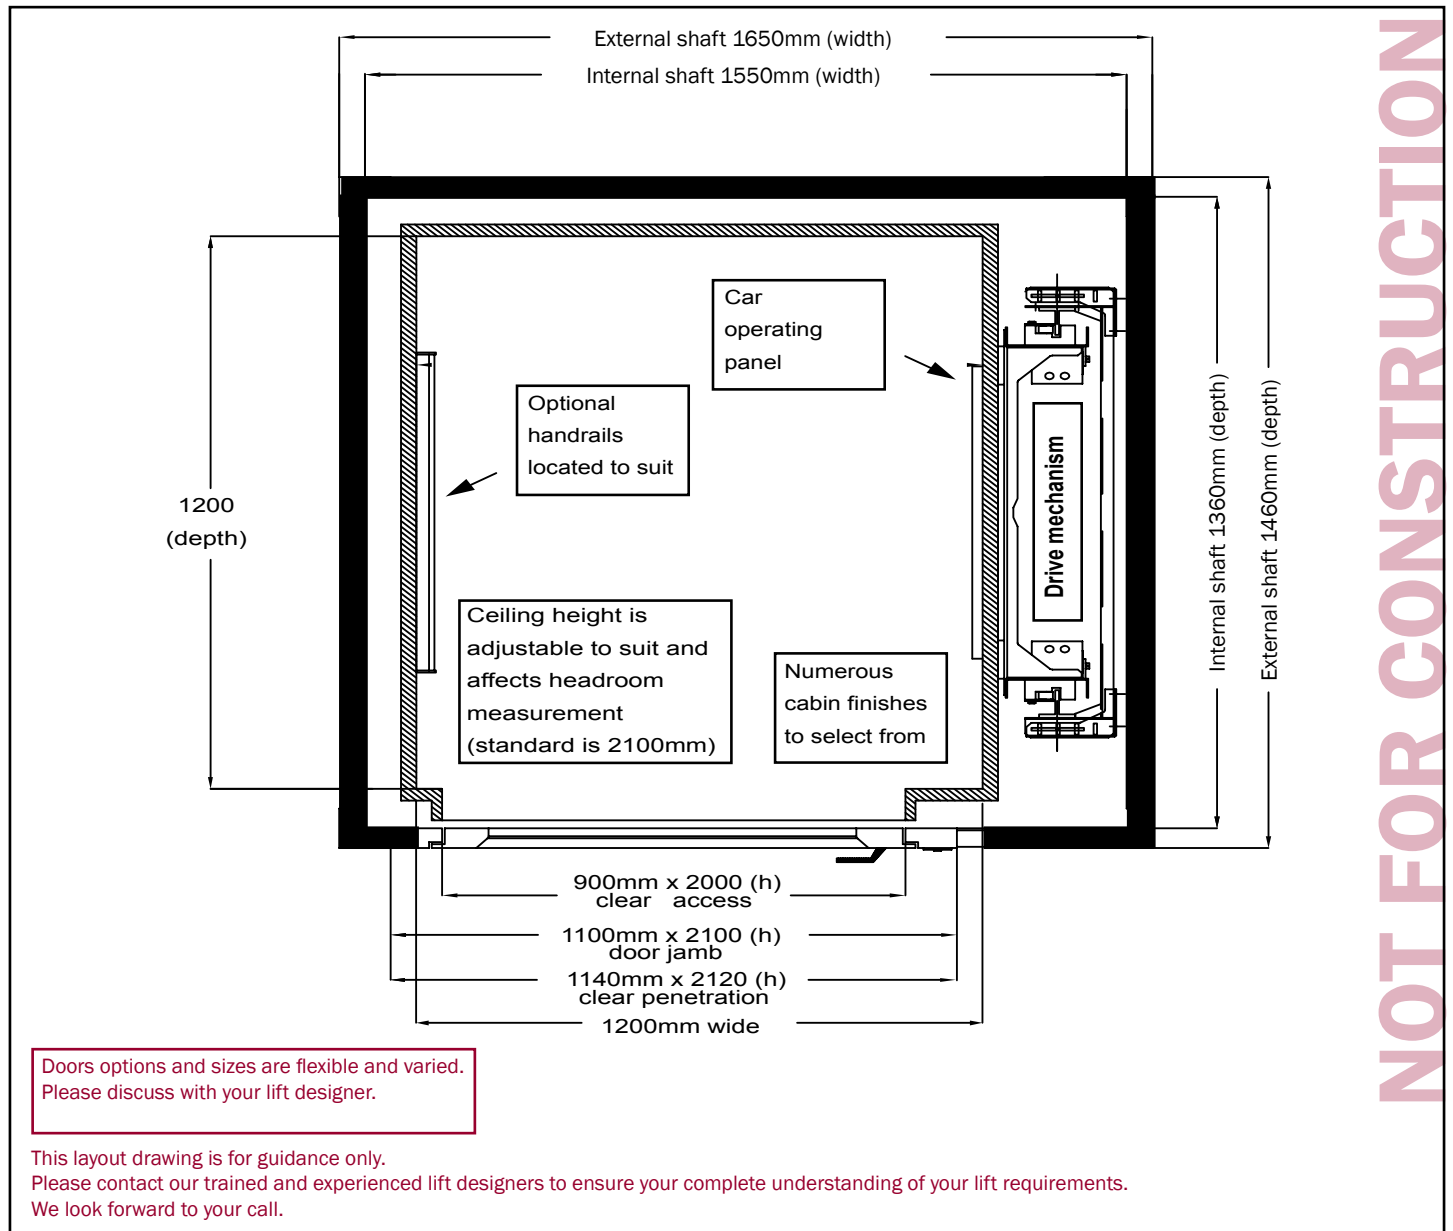 External shaft 1650mm (width)
Internal shaft 1550mm (width)
NOT FOR CONSTRUCTION
Car
operating
panel
Optional
handrails
located to suit
1200
(depth)
Drive mechanism
Internal shaft 1360mm (depth)
External shaft 1460mm (depth)
Ceiling height is
adjustable to suit and
affects headroom
measurement
(standard is 2100mm)
Numerous
cabin finishes
to select from
900mm x 2000 (h)
clear access
1100mm x 2100 (h)
door jamb
1140mm x 2120 (h)
clear penetration
1200mm wide
Doors options and sizes are flexible and varied.
Please discuss with your lift designer.
This layout drawing is for guidance only.
Please contact our trained and experienced lift designers to ensure your complete understanding of your lift requirements.
We look forward to your call.